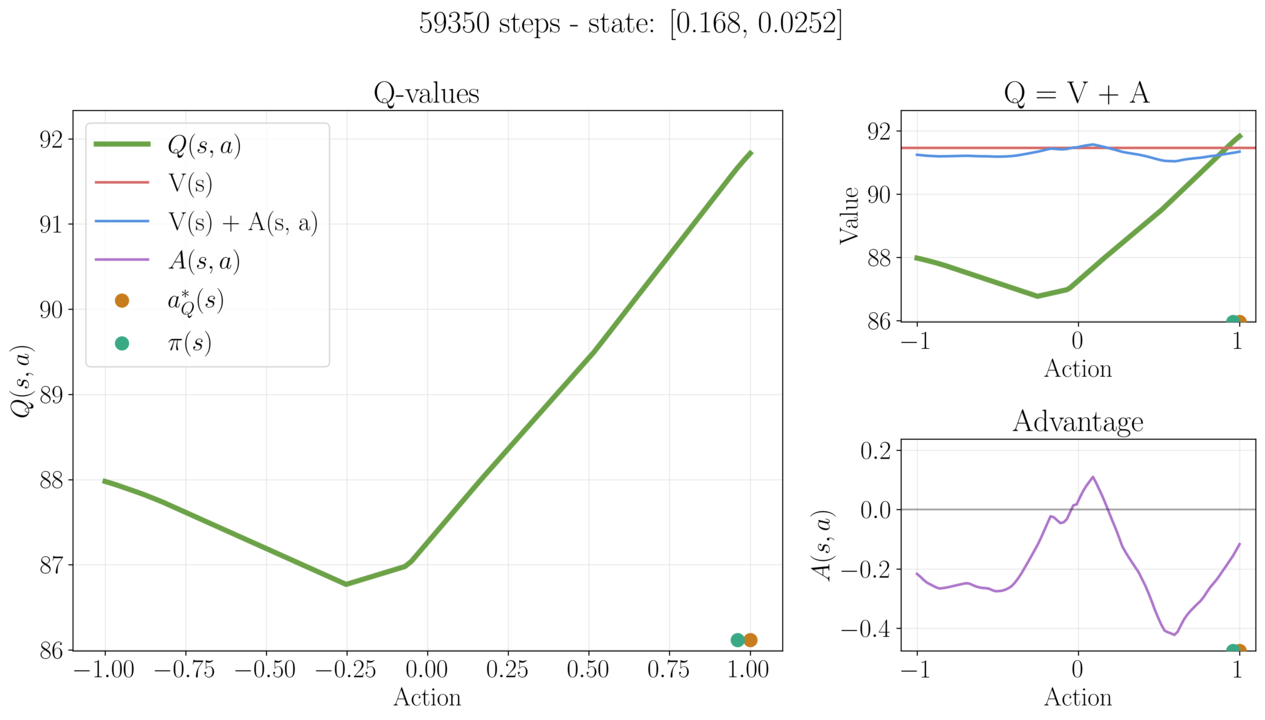 59350 steps - state: [0.168, 0.0252]
Q-values
Q(s, a)
92
91
90
89
88
87
86
Q(s, a)
V(s)
V(s) + A(s, a)
A(s, a)
a*_Q(s)
π(s)
−1.00 −0.75 −0.50 −0.25 0.00 0.25 0.50 0.75 1.00
Action
Q = V + A
Value
92
90
88
86
−1 0 1
Action
Advantage
A(s, a)
0.2
0.0
−0.2
−0.4
−1 0 1
Action